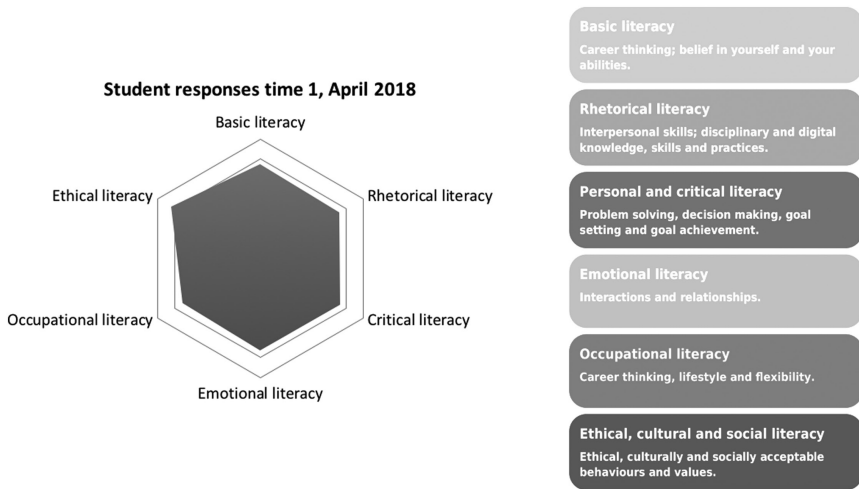 Student responses time 1, April 2018
Basic literacy
Ethical literacy
Rhetorical literacy
Occupational literacy
Critical literacy
Emotional literacy
Basic literacy
Career thinking; belief in yourself and your
abilities.
Rhetorical literacy
Interpersonal skills; disciplinary and digital
knowledge, skills and practices.
Personal and critical literacy
Problem solving, decision making, goal
setting and goal achievement.
Emotional literacy
Interactions and relationships.
Occupational literacy
Career thinking, lifestyle and flexibility.
Ethical, cultural and social literacy
Ethical, culturally and socially acceptable
behaviours and values.